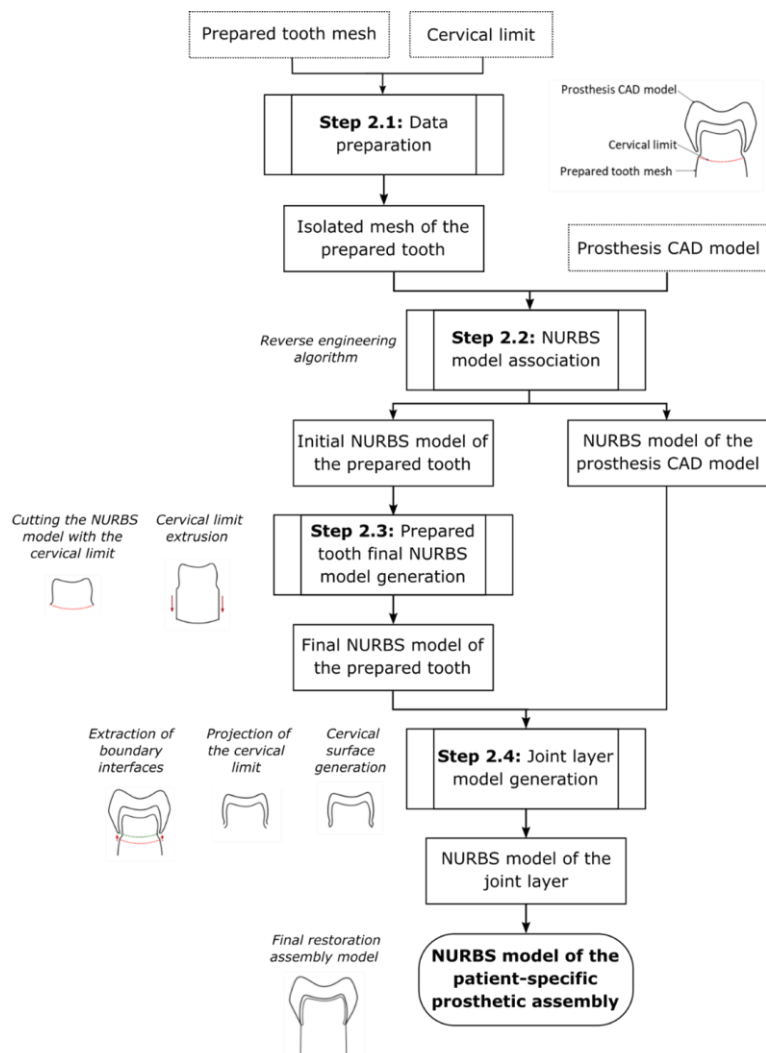 Prepared tooth mesh
Cervical limit
Step 2.1: Data
preparation
Prosthesis CAD model
Cervical limit
Prepared tooth mesh
Isolated mesh of the
prepared tooth
Prosthesis CAD model
Reverse engineering
algorithm
Step 2.2: NURBS
model association
Initial NURBS model of
the prepared tooth
NURBS model of the
prosthesis CAD model
Cutting the NURBS
model with the
cervical limit
Cervical limit
extrusion
Step 2.3: Prepared
tooth final NURBS
model generation
Final NURBS model of
the prepared tooth
Extraction of
boundary
interfaces
Projection of
the cervical
limit
Cervical
surface
generation
Step 2.4: Joint layer
model generation
NURBS model of the
joint layer
Final restoration
assembly model
NURBS model of the
patient-specific
prosthetic assembly